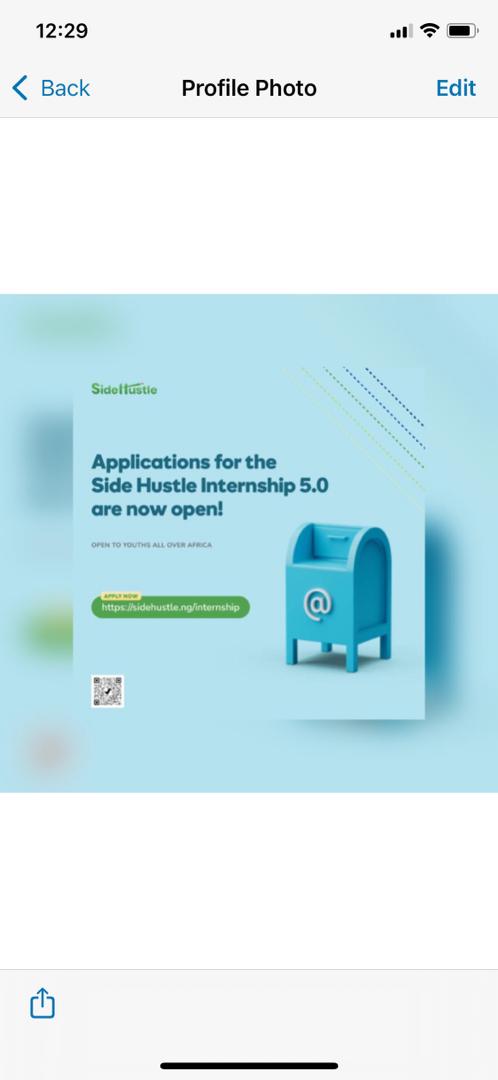 12:29
Back
Profile Photo
Edit
SideHustle
Applications for the
Side Hustle Internship 5.0
are now open!
OPEN TO YOUTHS ALL OVER AFRICA
APPLY NOW
https://sidehustle.ng/internship
@